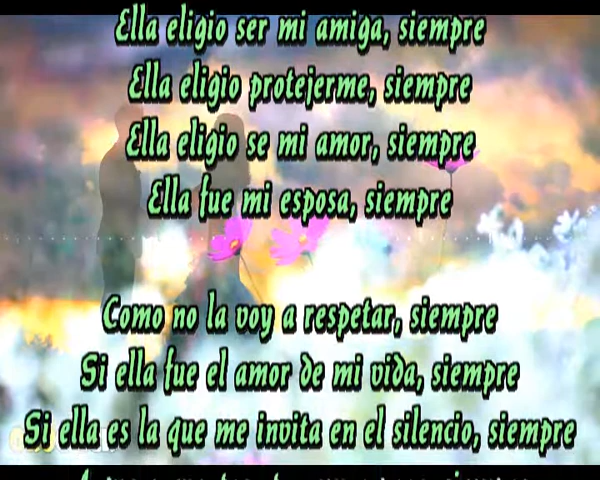 Ella eligio ser mi amiga, siempre
Ella eligio protejerme, siempre
Ella eligio se mi amor, siempre
Ella fue mi esposa, siempre
Como no la voy a respetar, siempre
Si ella fue el amor de mi vida, siempre
Si ella es la que me invita en el silencio, siempre